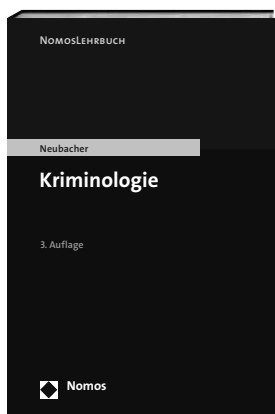 NOMOSLEHRBUCH
Neubacher
Kriminologie
3. Auflage
Nomos